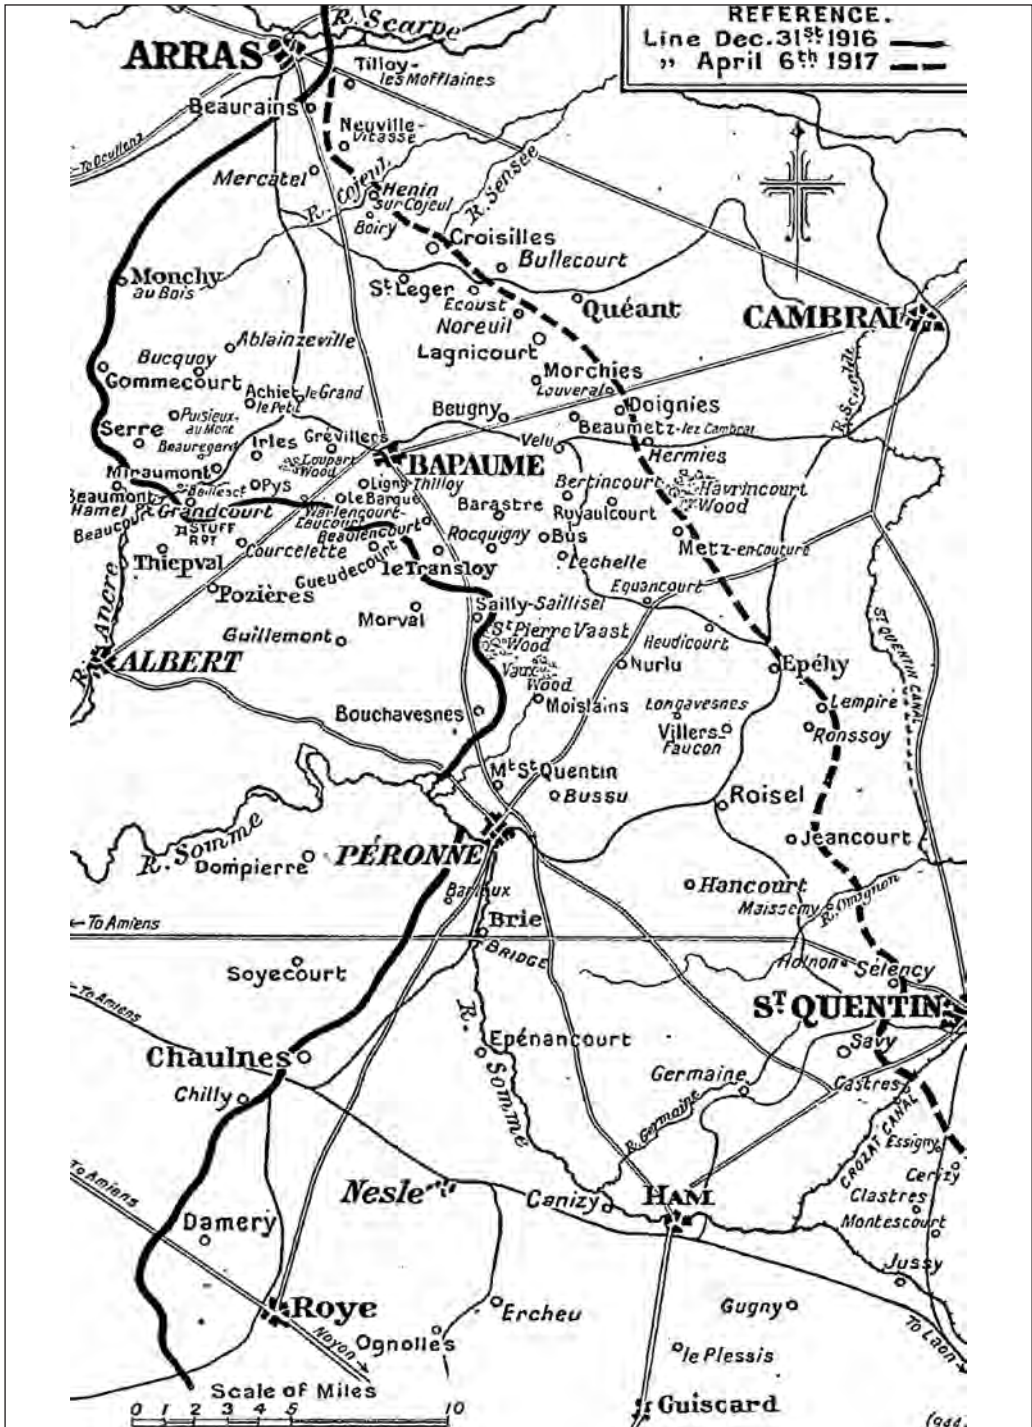 REFERENCE.
Line Dec. 31st 1916
„ April 6th 1917
R. Scarpe
ARRAS
Tilloy-
les Mofflaines
Beaurains
Neuville-
Vitasse
To Doullens
Mercatel
R. Cojeul
Henin
sur Cojeul
Boiry
R. Sensée
Croisilles
Bullecourt
Monchy
au Bois
St Leger
Ecoust
Quéant
Noreuil
CAMBRAI
Lagnicourt
Ablainzeville
Bucquoy
Gommecourt
Morchies
Louveral
R. Scheldt
Achiet le Grand
le Petit
Puisieux-
au Mont
Beugny
Doignies
Beaumetz-lez Cambrai
Serre
Beauregard
Irles
Grévillers
Velu
Hermies
Loupart
Wood
BAPAUME
Miraumont
Pys
Ligny-Thilloy
Bertincourt
Havrincourt
Wood
Beaumont
Hamel
Grandcourt
Le Barque
Barastre
Ruyaulcourt
Beaucourt
STUFF
RDT
Warlencourt-
Eaucourt
Beaulencourt
Rocquigny
Bus
Metz-en-Couture
Courcelette
Thiepval
Gueudecourt
le Transloy
Lechelle
Equancourt
R. Ancre
Pozières
Morval
Sailly-Saillisel
ST QUENTIN CANAL
Guillemont
St Pierre Vaast
Wood
Heudicourt
ALBERT
Vaux
Wood
Nurlu
Epéhy
Moislains
Longavesnes
Lempire
Bouchavesnes
Villers-
Faucon
Ronssoy
Mt St Quentin
Bussu
Roisel
R. Somme
PÉRONNE
Jeancourt
Dompierre
Hancourt
Barleux
Maissemy
R. Omignon
To Amiens
Brie
BRIDGE
Soyecourt
Holnon
Sélency
To Amiens
ST QUENTIN
Chaulnes
R. Somme
Epénancourt
Savy
Chilly
Germaine
Castres
R. Germaine
CROZAT CANAL
Essigny
To Amiens
Nesle
Canizy
HAM
Cerizy
Clastres
Montescourt
Damery
Jussy
Roye
Ercheu
Gugny
Noyon
Ognolles
To Laon
le Plessis
Scale of Miles
Guiscard
0 1 2 3 4 5 10
(944)